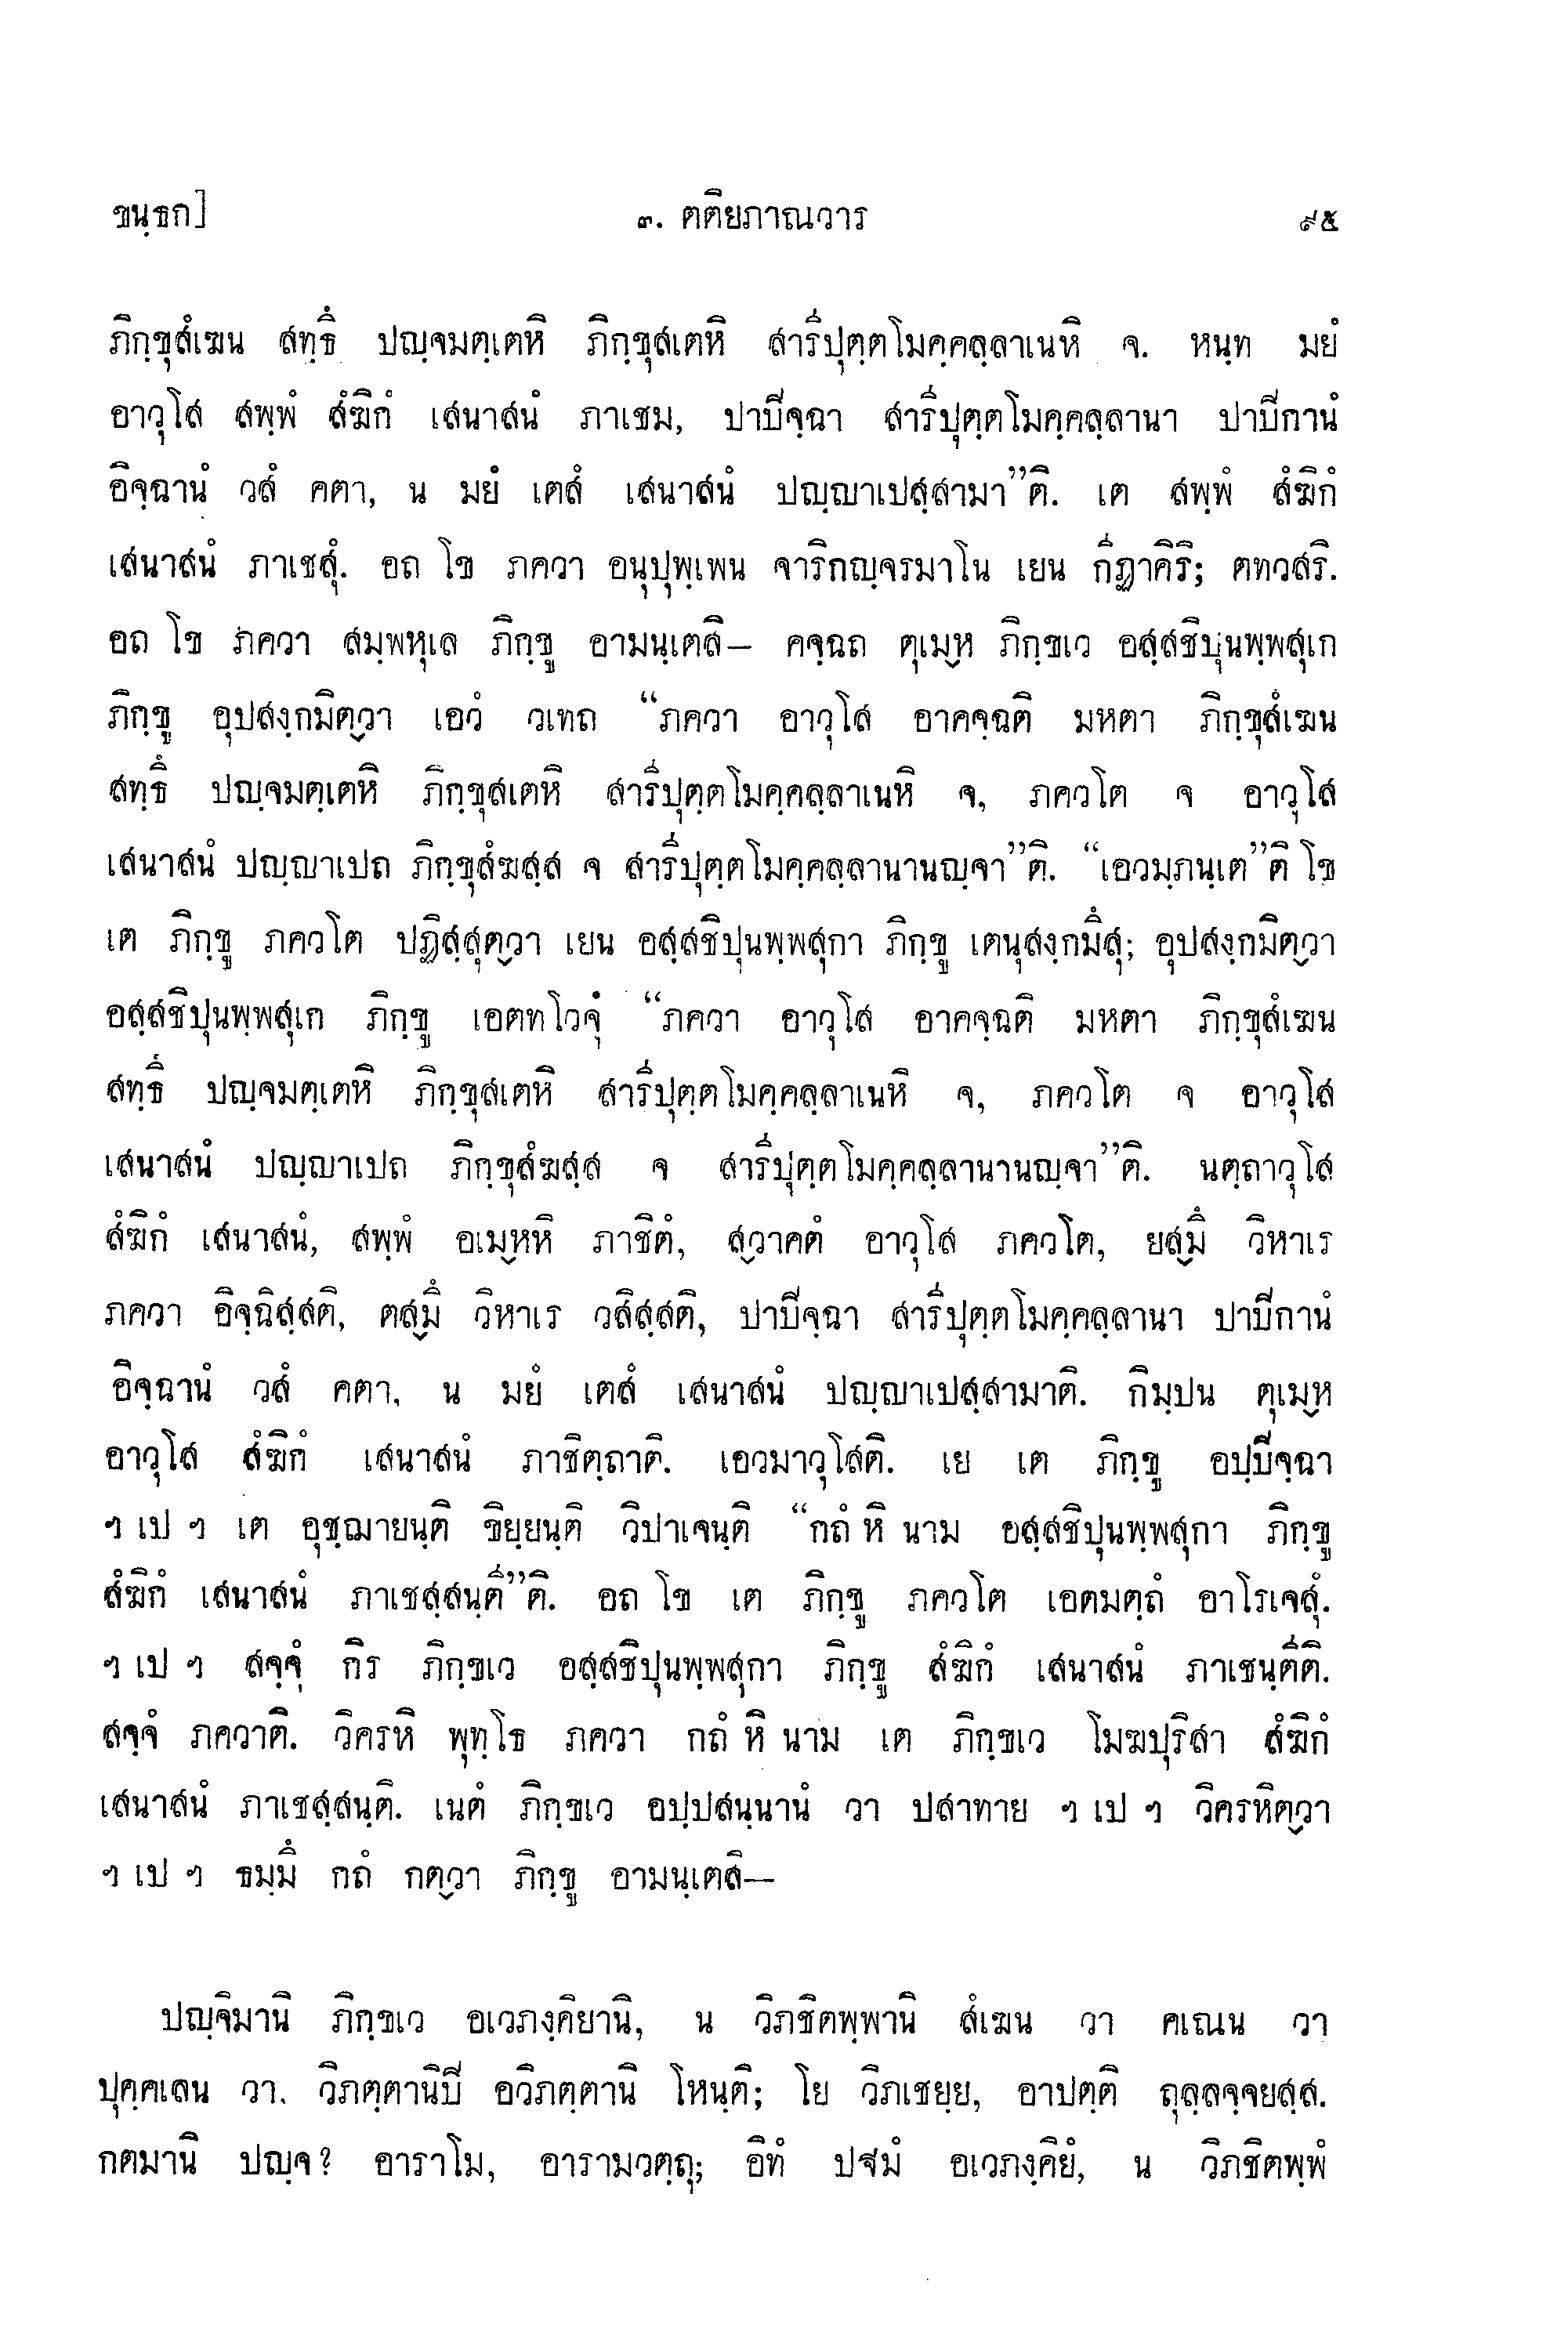 ขนฺธก]
๓. ตติยภาณวาร
๙๕
ภิกฺขุสํเฆน สทฺธึ ปญฺจมตฺเตหิ ภิกฺขุสเตหิ สารีปุตฺตโมคฺคลฺลาเนหิ จ. หนฺท มยํ
อาวุโส สพฺพํ สํฆิกํ เสนาสนํ ภาเชม, ปาปีจฺฉา สารีปุตฺตโมคฺคลฺลานา ปาปีกานํ
อิจฺฉานํ วสํ คตา, น มยํ เตสํ เสนาสนํ ปญฺญาเปสฺสามา”ติ. เต สพฺพํ สํฆิกํ
เสนาสนํ ภาเชสุํ. อถ โข ภควา อนุปุพฺเพน จาริกญฺจรมาโน เยน กีฏาคิริ; ตทวสริ.
อถ โข ภควา สมฺพหุเล ภิกฺขู อามนฺเตสิ— คจฺฉถ ตุเมฺห ภิกฺขเว อสฺสชิปุนพฺพสุเก
ภิกฺขู อุปสงฺกมิตฺวา เอวํ วเทถ “ภควา อาวุโส อาคจฺฉติ มหตา ภิกฺขุสํเฆน
สทฺธึ ปญฺจมตฺเตหิ ภิกฺขุสเตหิ สารีปุตฺตโมคฺคลฺลาเนหิ จ, ภควโต จ อาวุโส
เสนาสนํ ปญฺญาเปถ ภิกฺขุสํฆสฺส จ สารีปุตฺตโมคฺคลฺลานานญฺจา”ติ. “เอวมฺภนฺเต”ติ โข
เต ภิกฺขู ภควโต ปฏิสฺสุตฺวา เยน อสฺสชิปุนพฺพสุกา ภิกฺขู เตนุสงฺกมึสุ; อุปสงฺกมิตฺวา
อสฺสชิปุนพฺพสุเก ภิกฺขู เอตทโวจุํ “ภควา อาวุโส อาคจฺฉติ มหตา ภิกฺขุสํเฆน
สทฺธึ ปญฺจมตฺเตหิ ภิกฺขุสเตหิ สารีปุตฺตโมคฺคลฺลาเนหิ จ, ภควโต จ อาวุโส
เสนาสนํ ปญฺญาเปถ ภิกฺขุสํฆสฺส จ สารีปุตฺตโมคฺคลฺลานานญฺจา”ติ. นตฺถาวุโส
สํฆิกํ เสนาสนํ, สพฺพํ อเมฺหหิ ภาชิตํ, สฺวาคตํ อาวุโส ภควโต, ยสฺมึ วิหาเร
ภควา อิจฺฉิสฺสติ, ตสฺมึ วิหาเร วสิสฺสติ, ปาปีจฺฉา สารีปุตฺตโมคฺคลฺลานา ปาปีกานํ
อิจฺฉานํ วสํ คตา, น มยํ เตสํ เสนาสนํ ปญฺญาเปสฺสามาติ. กิมฺปน ตุเมฺห
อาวุโส สํฆิกํ เสนาสนํ ภาชิตฺถาติ. เอวมาวุโสติ. เย เต ภิกฺขู อปฺปีจฺฉา
ฯ เป ฯ เต อุชฺฌายนฺติ ขิยฺยนฺติ วิปาเจนฺติ “กถํ หิ นาม อสฺสชิปุนพฺพสุกา ภิกฺขู
สํฆิกํ เสนาสนํ ภาเชสฺสนฺตี”ติ. อถ โข เต ภิกฺขู ภควโต เอตมตฺถํ อาโรเจสุํ.
ฯ เป ฯ สจฺจุํ กิร ภิกฺขเว อสฺสชิปุนพฺพสุกา ภิกฺขู สํฆิกํ เสนาสนํ ภาเชนฺตีติ.
สจฺจํ ภควาติ. วิครหิ พุทฺโธ ภควา กถํ หิ นาม เต ภิกฺขเว โมฆปุริสา สํฆิกํ
เสนาสนํ ภาเชสฺสนฺติ. เนตํ ภิกฺขเว อปฺปสนฺนานํ วา ปสาทาย ฯ เป ฯ วิครหิตฺวา
ฯ เป ฯ ธมฺมึ กถํ กตฺวา ภิกฺขู อามนฺเตสิ—
ปญฺจิมานิ ภิกฺขเว อเวภงฺคิยานิ, น วิภชิตพฺพานิ สํเฆน วา คเณน วา
ปุคฺคเลน วา. วิภตฺตานิปี อวิภตฺตานิ โหนฺติ; โย วิภเชยฺย, อาปตฺติ ถุลฺลจฺจยสฺส.
กตมานิ ปญฺจ? อาราโม, อารามวตฺถุ; อิทํ ปฐมํ อเวภงฺคิยํ, น วิภชิตพฺพํ